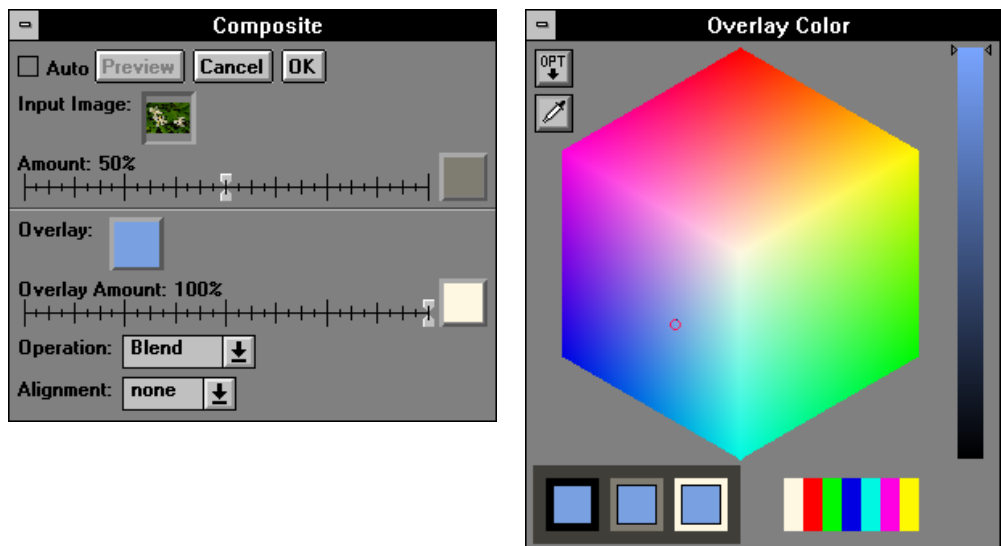 Composite
Auto Preview Cancel OK
Input Image:
Amount: 50%
Overlay:
Overlay Amount: 100%
Operation: Blend
Alignment: none
Overlay Color
OPT